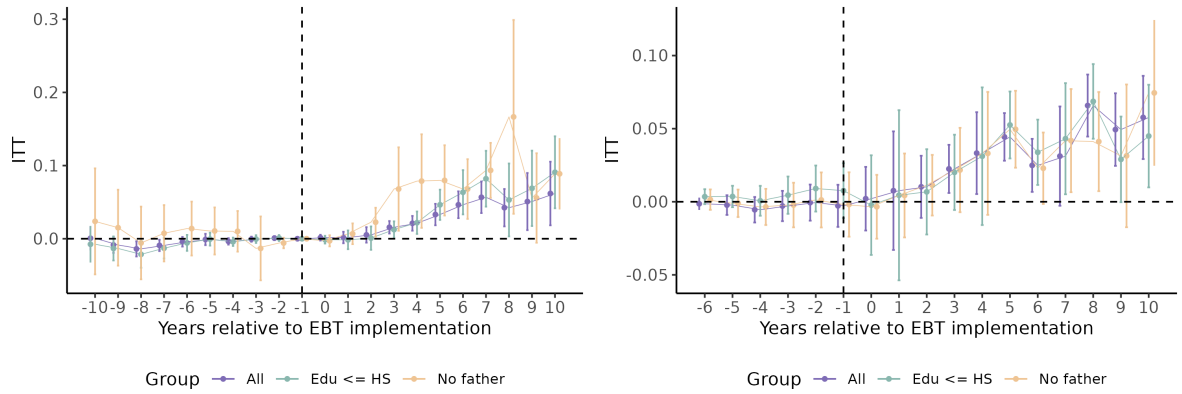 ITT
0.3
0.2
0.1
0.0
-10 -9 -8 -7 -6 -5 -4 -3 -2 -1 0 1 2 3 4 5 6 7 8 9 10
Years relative to EBT implementation
Group All Edu <= HS No father
ITT
0.10
0.05
0.00
-0.05
-6 -5 -4 -3 -2 -1 0 1 2 3 4 5 6 7 8 9 10
Years relative to EBT implementation
Group All Edu <= HS No father